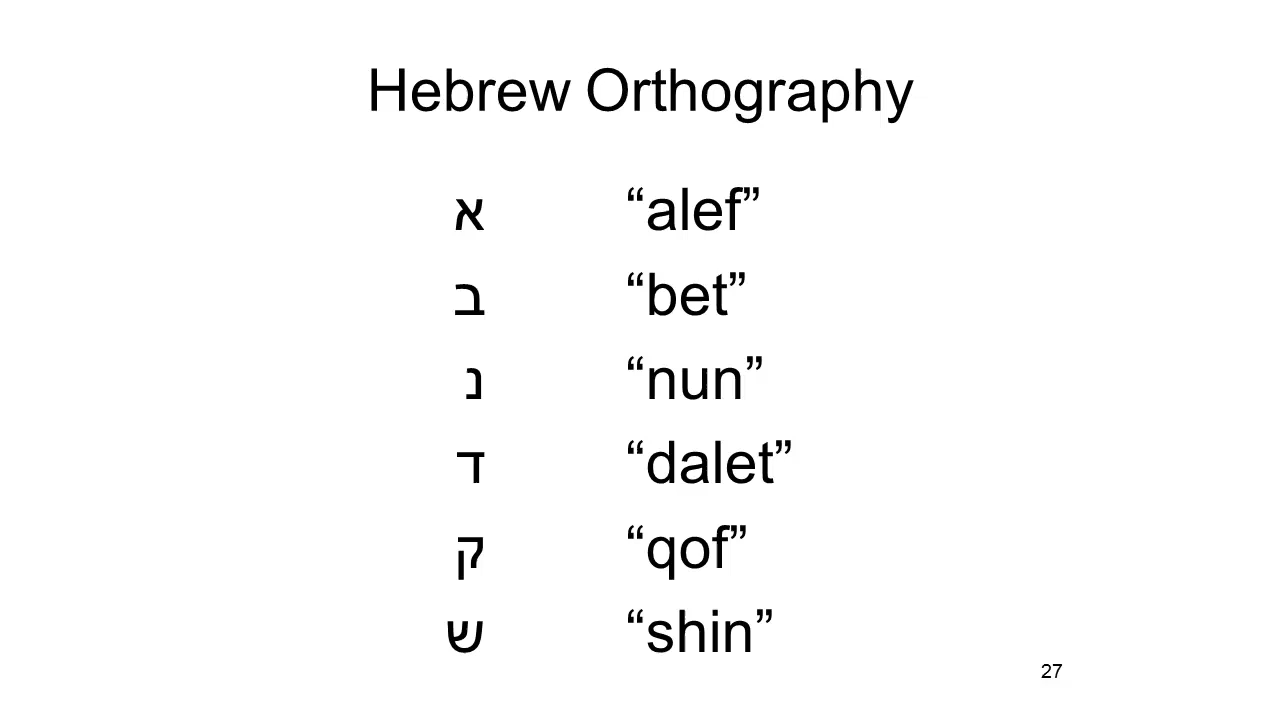 Hebrew Orthography
א “alef”
ב “bet”
נ “nun”
ד “dalet”
ק “qof”
ש “shin”
27